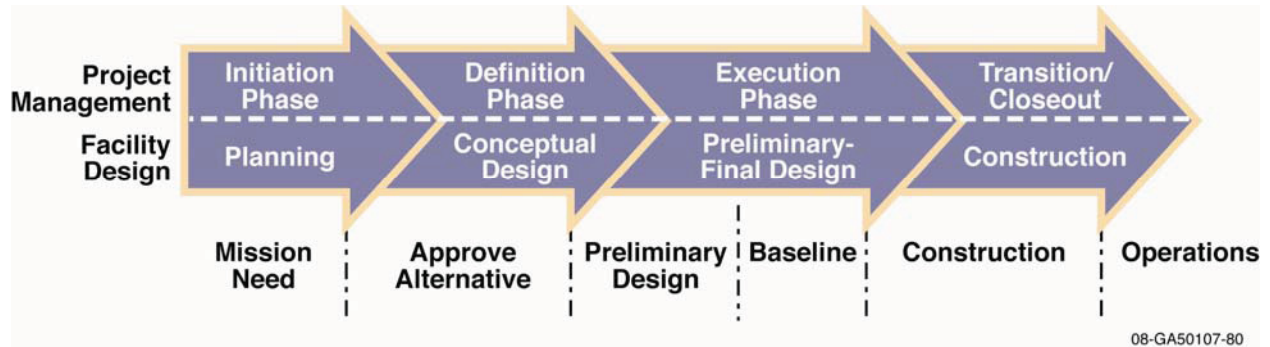 Project
Management
Initiation
Phase
Definition
Phase
Execution
Phase
Transition/
Closeout
Facility
Design
Planning
Conceptual
Design
Preliminary-
Final Design
Construction
Mission
Need
Approve
Alternative
Preliminary
Design
Baseline
Construction
Operations
08-GA50107-80